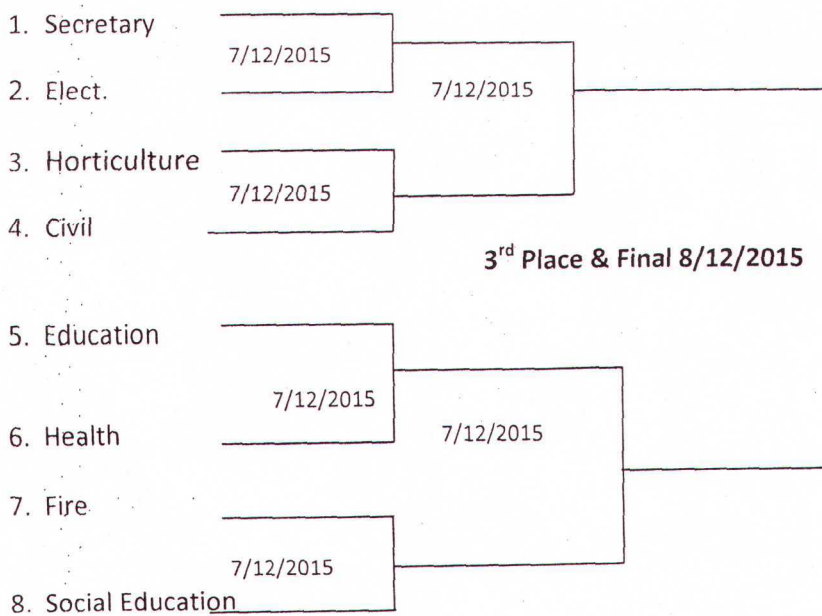 1. Secretary
7/12/2015
2. Elect.
7/12/2015
3. Horticulture
7/12/2015
4. Civil
3rd Place & Final 8/12/2015
5. Education
7/12/2015
6. Health
7/12/2015
7. Fire
7/12/2015
8. Social Education